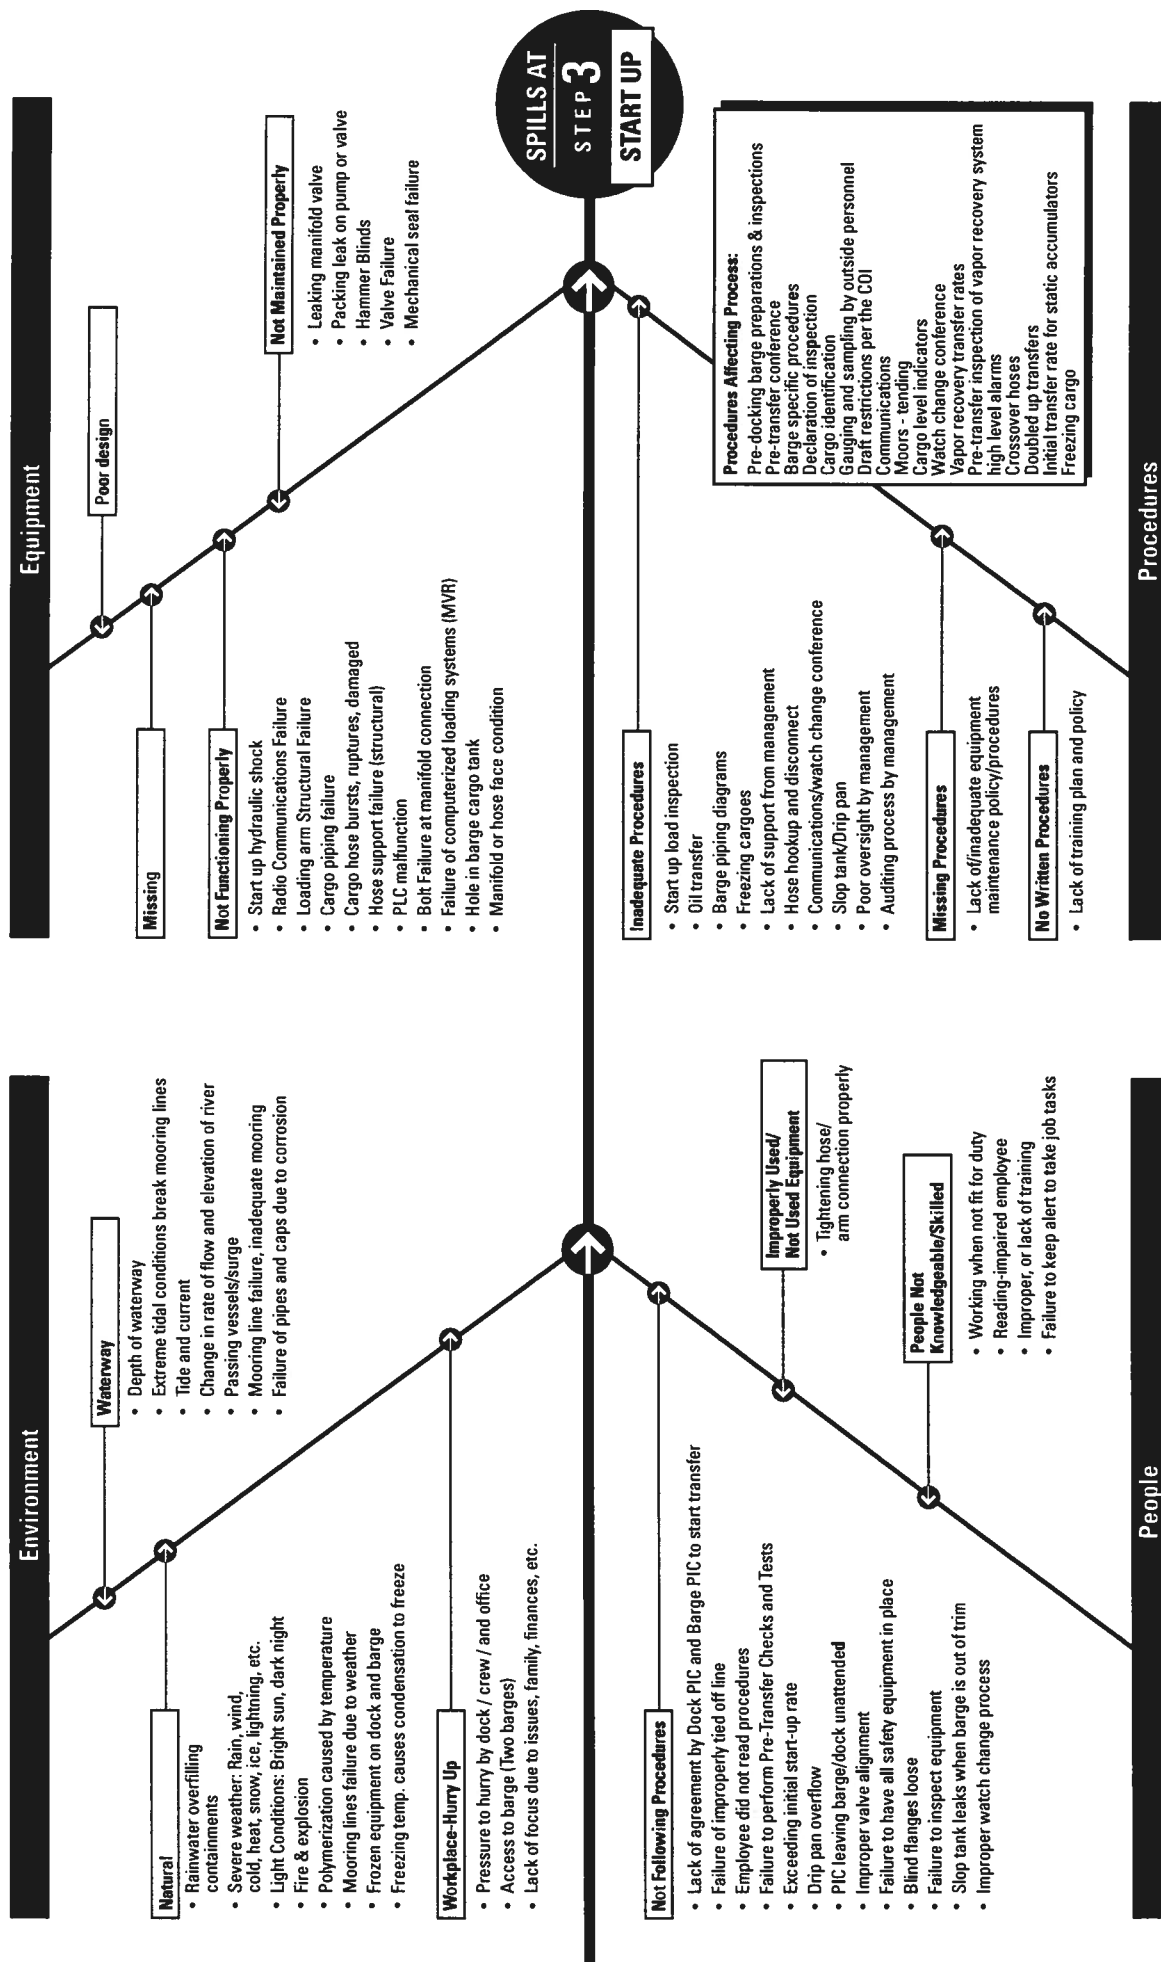 Environment
Waterway
• Depth of waterway
• Extreme tidal conditions break mooring lines
• Tide and current
• Change in rate of flow and elevation of river
• Passing vessels/surge
• Mooring line failure, inadequate mooring
• Failure of pipes and caps due to corrosion
Natural
• Rainwater overfilling
containments
• Severe weather: Rain, wind,
cold, heat, snow, ice, lightning, etc.
• Light Conditions: Bright sun, dark night
• Fire & explosion
• Polymerization caused by temperature
• Mooring lines failure due to weather
• Frozen equipment on dock and barge
• Freezing temp. causes condensation to freeze
Workplace-Hurry Up
• Pressure to hurry by dock / crew / and office
• Access to barge (Two barges)
• Lack of focus due to issues, family, finances, etc.
Equipment
Poor design
Missing
Not Functioning Properly
• Start up hydraulic shock
• Radio Communications Failure
• Loading arm Structural Failure
• Cargo piping failure
• Cargo hose bursts, ruptures, damaged
• Hose support failure (structural)
• PLC malfunction
• Bolt Failure at manifold connection
• Failure of computerized loading systems (MVR)
• Hole in barge cargo tank
• Manifold or hose face condition
Not Maintained Properly
• Leaking manifold valve
• Packing leak on pump or valve
• Hammer Blinds
• Valve Failure
• Mechanical seal failure
SPILLS AT
STEP 3
START UP
Not Following Procedures
• Lack of agreement by Dock PIC and Barge PIC to start transfer
• Failure of improperly tied off line
• Employee did not read procedures
• Failure to perform Pre-Transfer Checks and Tests
• Exceeding initial start-up rate
• Drip pan overflow
• PIC leaving barge/dock unattended
• Improper valve alignment
• Failure to have all safety equipment in place
• Blind flanges loose
• Failure to inspect equipment
• Slop tank leaks when barge is out of trim
• Improper watch change process
Improperly Used/
Not Used Equipment
• Tightening hose/
arm connection properly
People Not
Knowledgeable/Skilled
• Working when not fit for duty
• Reading-impaired employee
• Improper, or lack of training
• Failure to keep alert to take job tasks
People
Inadequate Procedures
• Start up load inspection
• Oil transfer
• Barge piping diagrams
• Freezing cargoes
• Lack of support from management
• Hose hookup and disconnect
• Communications/watch change conference
• Slop tank/Drip pan
• Poor oversight by management
• Auditing process by management
Missing Procedures
• Lack of/inadequate equipment
maintenance policy/procedures
No Written Procedures
• Lack of training plan and policy
Procedures Affecting Process:
Pre-docking barge preparations & inspections
Pre-transfer conference
Barge specific procedures
Declaration of inspection
Cargo identification
Gauging and sampling by outside personnel
Draft restrictions per the COI
Communications
Moors - tending
Cargo level indicators
Watch change conference
Vapor recovery transfer rates
Pre-transfer inspection of vapor recovery system
high level alarms
Crossover hoses
Doubled up transfers
Initial transfer rate for static accumulators
Freezing cargo
Procedures